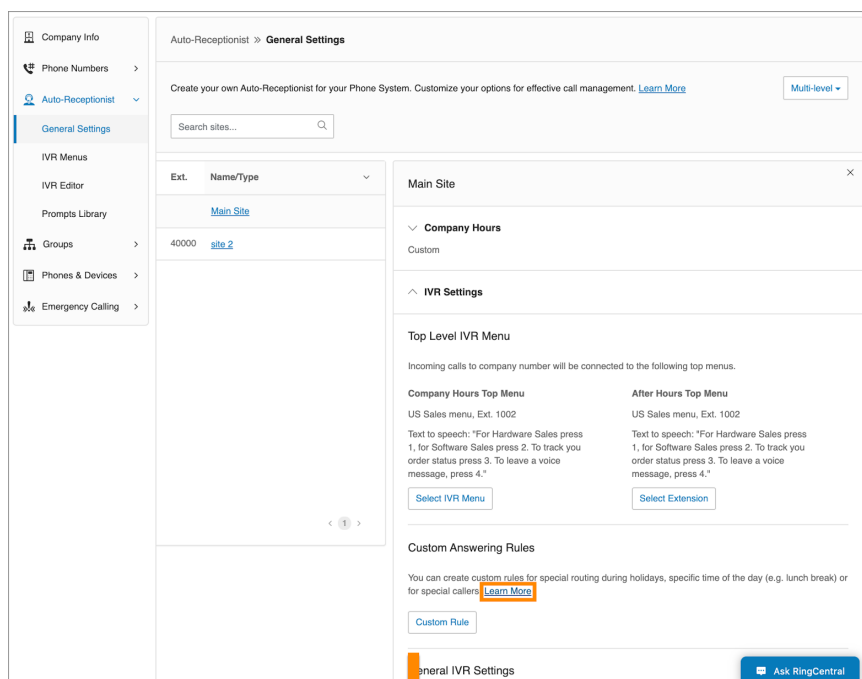 Company Info
Phone Numbers
Auto-Receptionist
General Settings
IVR Menus
IVR Editor
Prompts Library
Groups
Phones & Devices
Emergency Calling
Auto-Receptionist » General Settings
Create your own Auto-Receptionist for your Phone System. Customize your options for effective call management. Learn More
Multi-level
Search sites...
Ext. Name/Type
Main Site
40000 site 2
< 1 >
Main Site
Company Hours
Custom
IVR Settings
Top Level IVR Menu
Incoming calls to company number will be connected to the following top menus.
Company Hours Top Menu
US Sales menu, Ext. 1002
Text to speech: "For Hardware Sales press
1, for Software Sales press 2. To track you
order status press 3. To leave a voice
message, press 4."
Select IVR Menu
After Hours Top Menu
US Sales menu, Ext. 1002
Text to speech: "For Hardware Sales press
1, for Software Sales press 2. To track you
order status press 3. To leave a voice
message, press 4."
Select Extension
Custom Answering Rules
You can create custom rules for special routing during holidays, specific time of the day (e.g. lunch break) or
for special callers Learn More
Custom Rule
eneral IVR Settings
Ask RingCentral